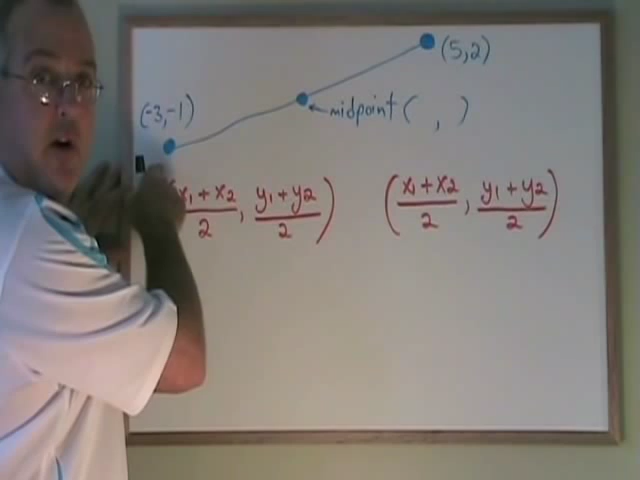 (5,2)
(-3,-1)
midpoint ( , )
x₁ + x₂ / 2 , y₁ + y₂ / 2 )
( x₁ + x₂ / 2 , y₁ + y₂ / 2 )